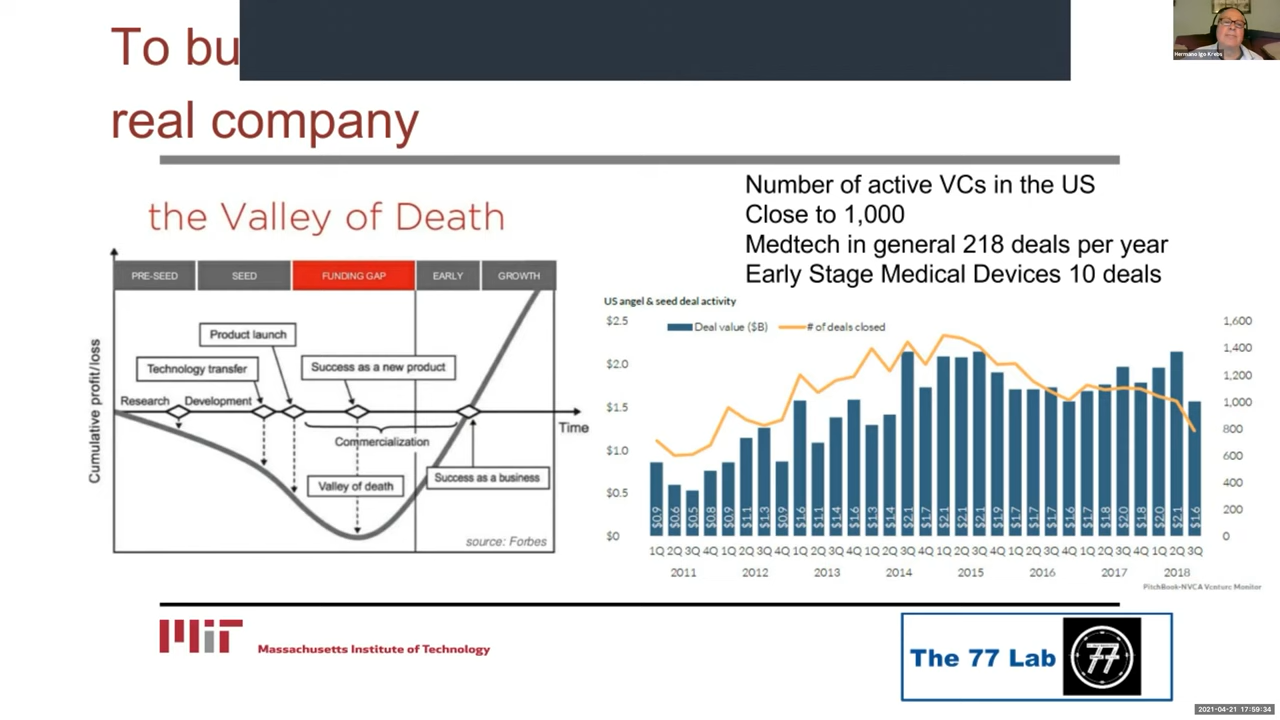 To bu
real company
Hermano Igo Krebs
the Valley of Death
PRE-SEED SEED FUNDING GAP EARLY GROWTH
Product launch
Technology transfer
Success as a new product
Research Development
Time
Commercialization
Success as a business
Valley of death
source: Forbes
Cumulative profit/loss
Number of active VCs in the US
Close to 1,000
Medtech in general 218 deals per year
Early Stage Medical Devices 10 deals
US angel & seed deal activity
Deal value ($B) # of deals closed
$2.5 1,600
1,400
$2.0 1,200
$1.5 1,000
800
$1.0 600
$0.5 400
200
$0 0
$0.9 $0.6 $0.5 $0.8 $0.9 $1.1 $1.3 $0.9 $1.6 $1.1 $1.4 $1.6 $1.3 $1.4 $2.1 $1.7 $2.1 $2.1 $2.1 $1.9 $1.7 $1.7 $1.7 $1.6 $1.7 $1.8 $2.0 $1.8 $2.0 $2.1 $1.6
1Q 2Q 3Q 4Q 1Q 2Q 3Q 4Q 1Q 2Q 3Q 4Q 1Q 2Q 3Q 4Q 1Q 2Q 3Q 4Q 1Q 2Q 3Q 4Q 1Q 2Q 3Q 4Q 1Q 2Q 3Q
2011 2012 2013 2014 2015 2016 2017 2018
PitchBook-NVCA Venture Monitor
MIT Massachusetts Institute of Technology
The 77 Lab 77
2021-04-21 17:59:34